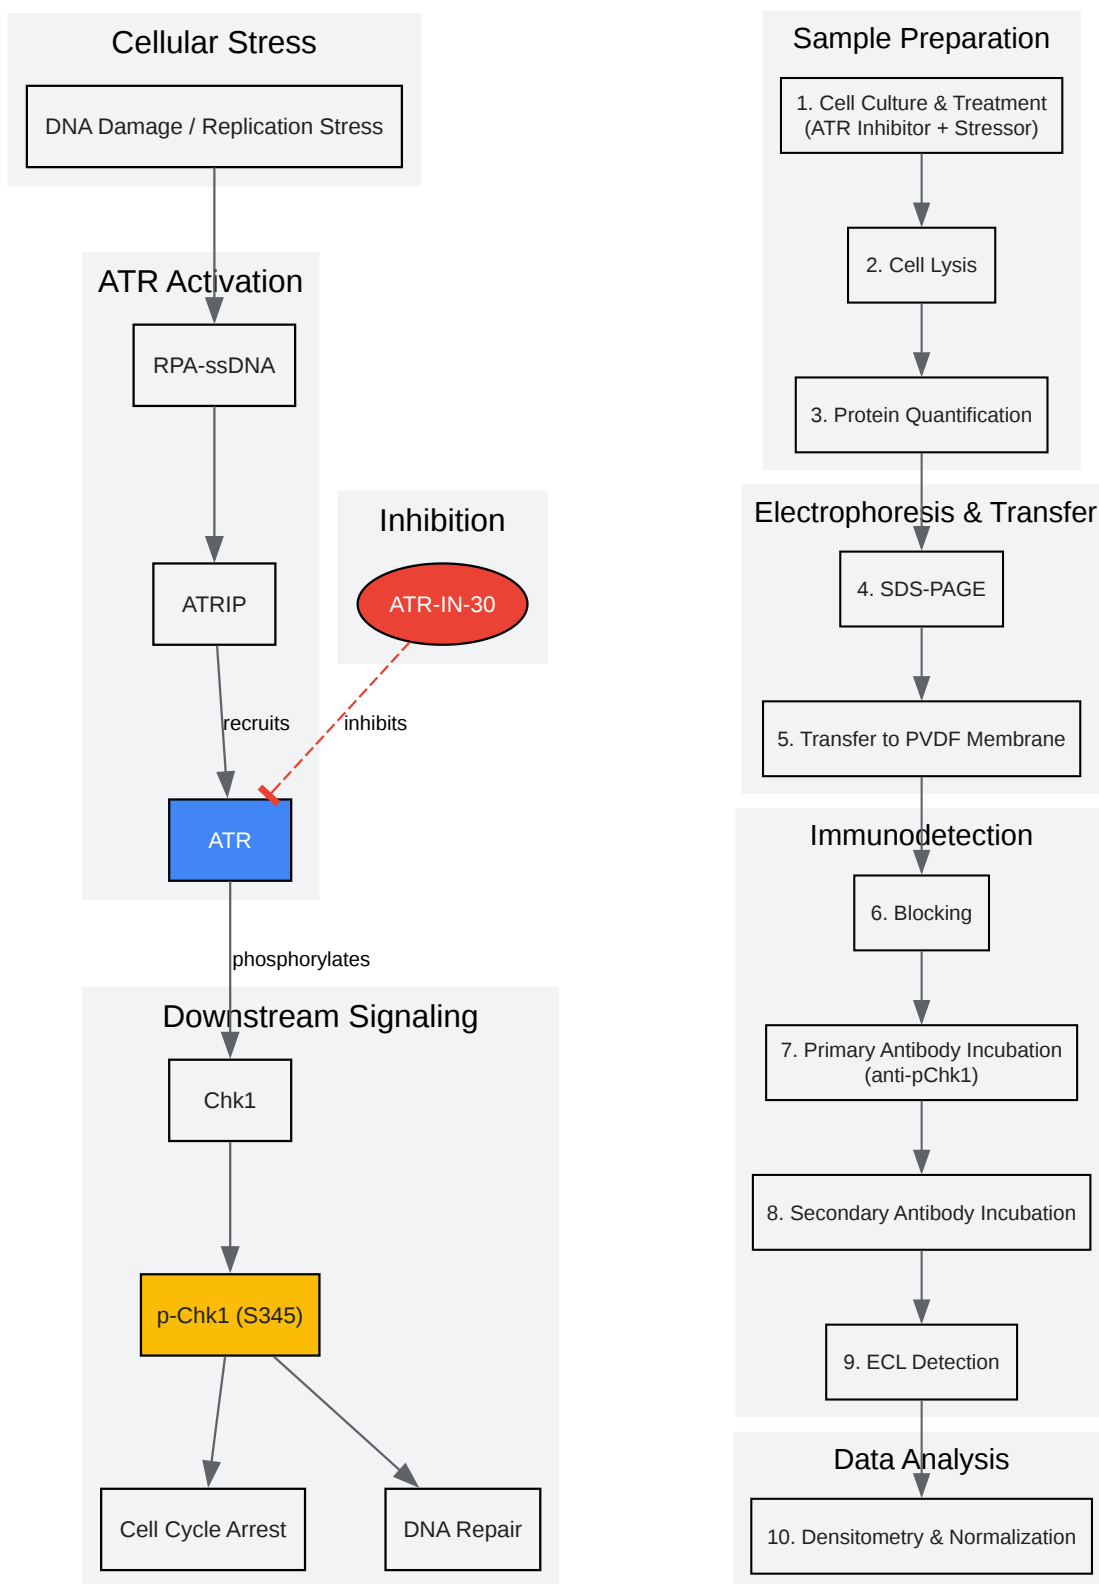 Cellular Stress
DNA Damage / Replication Stress
ATR Activation
RPA-ssDNA
Inhibition
ATRIP
ATR-IN-30
recruits
inhibits
ATR
phosphorylates
Downstream Signaling
Chk1
p-Chk1 (S345)
Cell Cycle Arrest
DNA Repair
Sample Preparation
1. Cell Culture & Treatment
(ATR Inhibitor + Stressor)
2. Cell Lysis
3. Protein Quantification
Electrophoresis & Transfer
4. SDS-PAGE
5. Transfer to PVDF Membrane
Immunodetection
6. Blocking
7. Primary Antibody Incubation
(anti-pChk1)
8. Secondary Antibody Incubation
9. ECL Detection
Data Analysis
10. Densitometry & Normalization